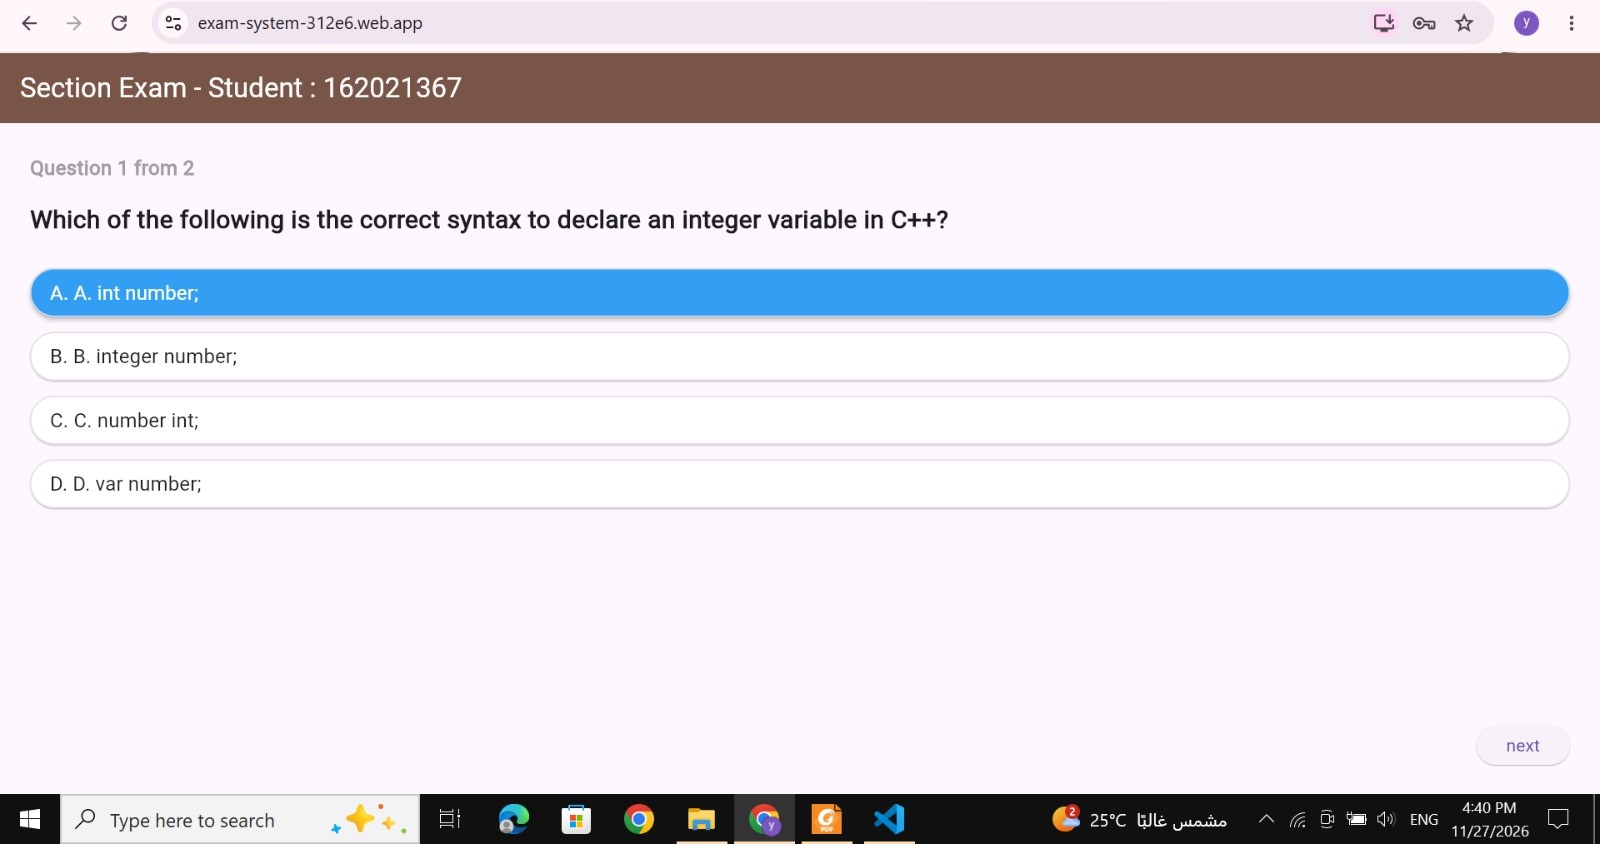 exam-system-312e6.web.app
y
Section Exam - Student : 162021367
Question 1 from 2
Which of the following is the correct syntax to declare an integer variable in C++?
A. A. int number;
B. B. integer number;
C. C. number int;
D. D. var number;
next
Type here to search
y
PDF
2
25°C مشمس غالبًا
ENG
4:40 PM
11/27/2026